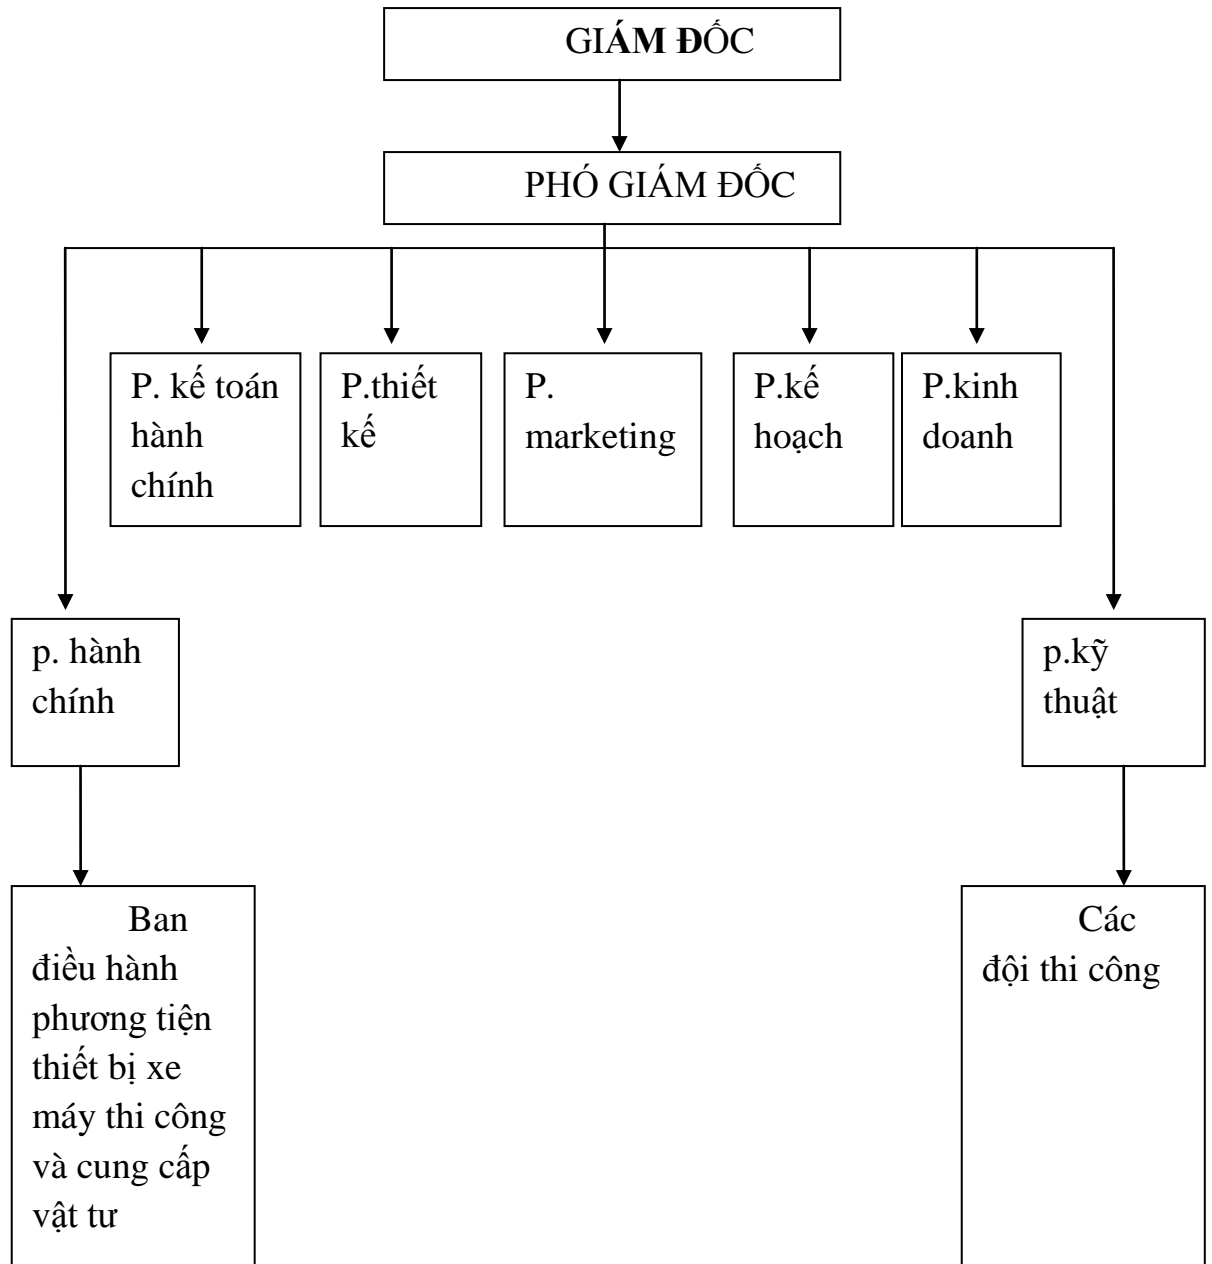 GIÁM ĐỐC
PHÓ GIÁM ĐỐC
P. kế toán
hành
chính
P.thiết
kế
P.
marketing
P.kế
hoạch
P.kinh
doanh
p. hành
chính
p.kỹ
thuật
Ban
điều hành
phương tiện
thiết bị xe
máy thi công
và cung cấp
vật tư
Các
đội thi công